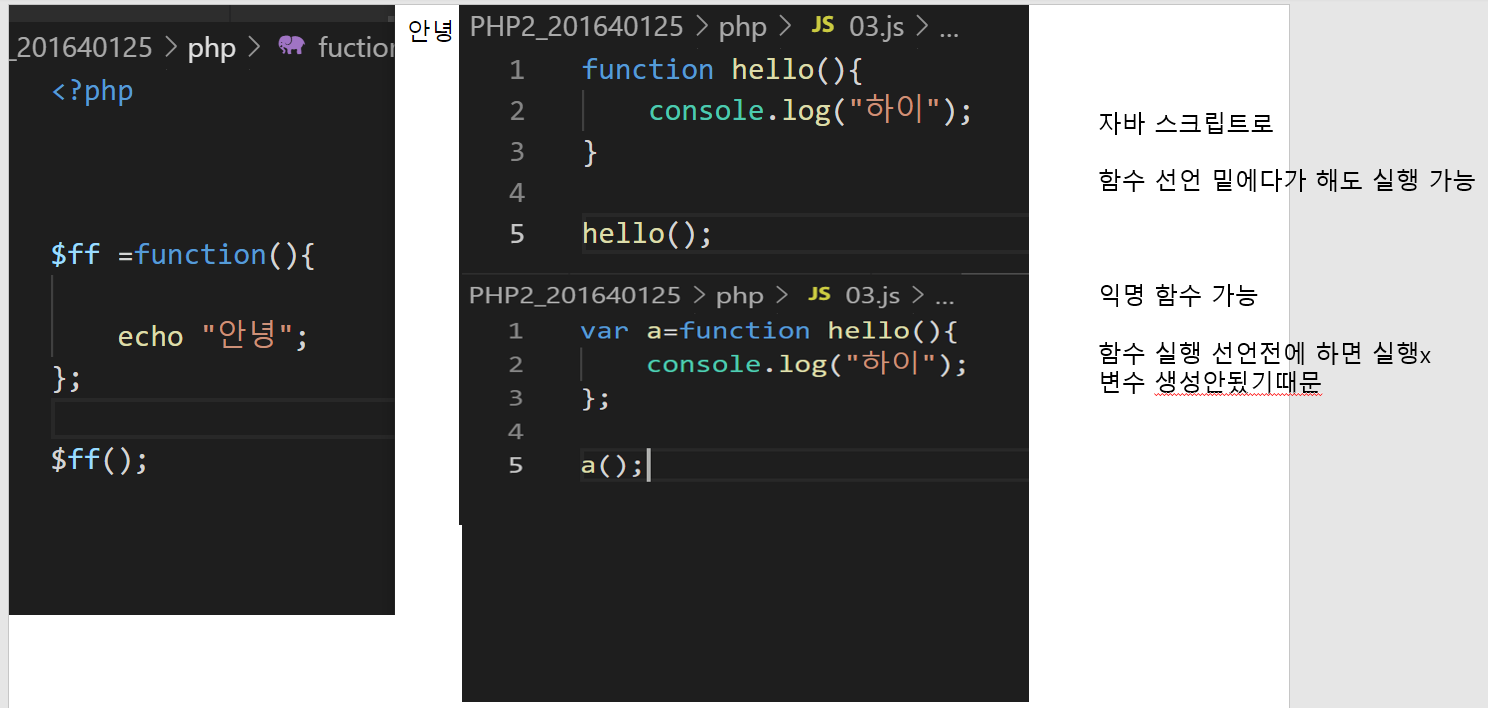 _201640125 > php > fuction
<?php
$ff =function(){
echo "안녕";
};
$ff();
안녕
PHP2_201640125 > php > JS 03.js > ...
1 function hello(){
2 console.log("하이");
3 }
4
5 hello();
PHP2_201640125 > php > JS 03.js > ...
1 var a=function hello(){
2 console.log("하이");
3 };
4
5 a();
자바 스크립트로
함수 선언 밑에다가 해도 실행 가능
익명 함수 가능
함수 실행 선언전에 하면 실행x
변수 생성안됬기때문